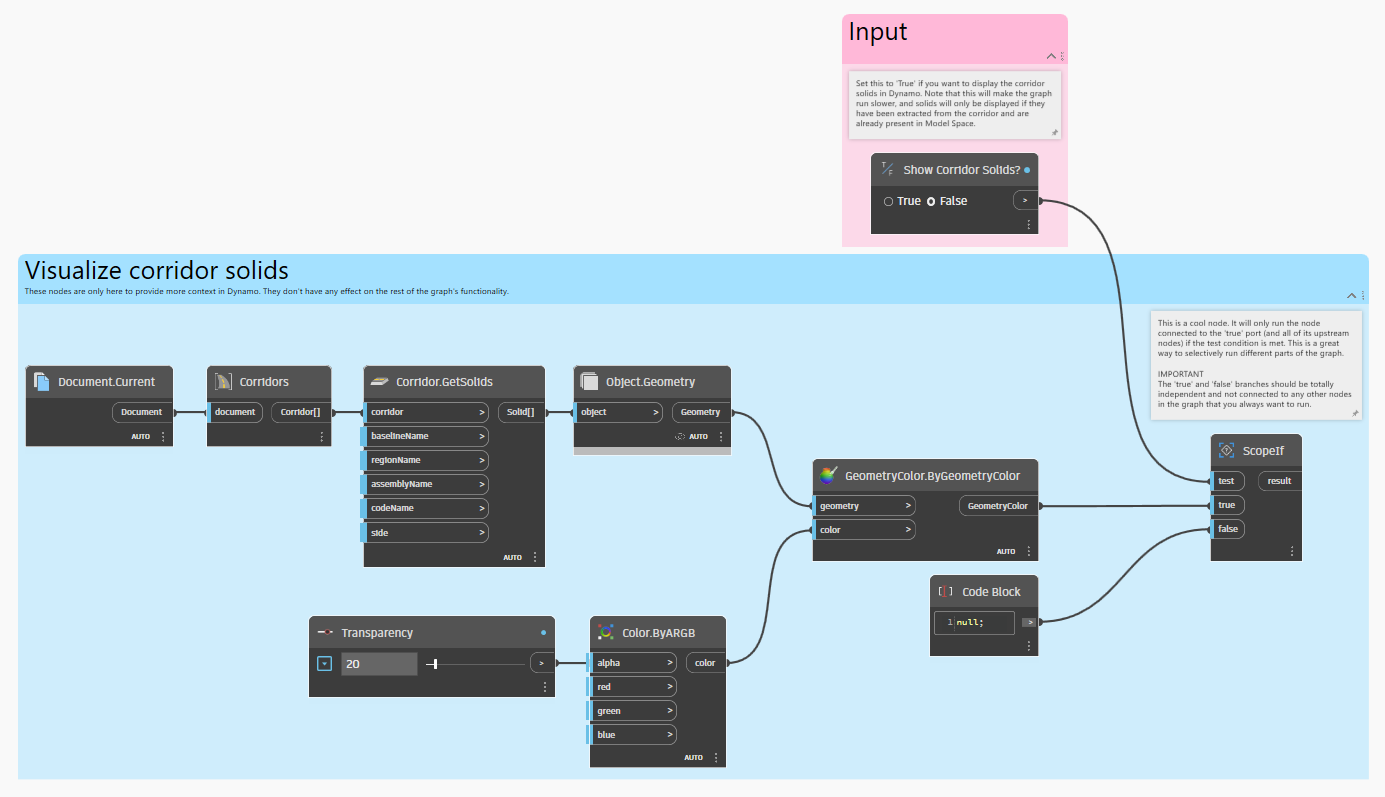 Input
Set this to 'True' if you want to display the corridor
solids in Dynamo. Note that this will make the graph
run slower, and solids will only be displayed if they
have been extracted from the corridor and are
already present in Model Space.
T/F
Show Corridor Solids?
True
False
>
Visualize corridor solids
These nodes are only here to provide more context in Dynamo. They don't have any effect on the rest of the graph's functionality.
This is a cool node. It will only run the node
connected to the 'true' port (and all of its upstream
nodes) if the test condition is met. This is a great
way to selectively run different parts of the graph.
IMPORTANT
The 'true' and 'false' branches should be totally
independent and not connected to any other nodes
in the graph that you always want to run.
Document.Current
Document
AUTO
Corridors
document
Corridor[]
Corridor.GetSolids
corridor >
Solid[]
baselineName >
regionName >
assemblyName >
codeName >
side >
AUTO
Object.Geometry
object >
Geometry
AUTO
GeometryColor.ByGeometryColor
geometry >
GeometryColor
color >
AUTO
ScopeIf
test
result
true
false
Code Block
1 null;
>
Transparency
20
>
Color.ByARGB
alpha >
color
red >
green >
blue >
AUTO